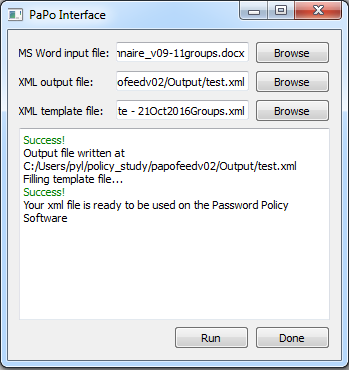 PaPo Interface
MS Word input file: nnaire_v09-11groups.docx Browse
XML output file: ofeedv02/Output/test.xml Browse
XML template file: te - 21Oct2016Groups.xml Browse
Success!
Output file written at
C:/Users/pyl/policy_study/papofeedv02/Output/test.xml
Filling template file...
Success!
Your xml file is ready to be used on the Password Policy
Software
Run Done